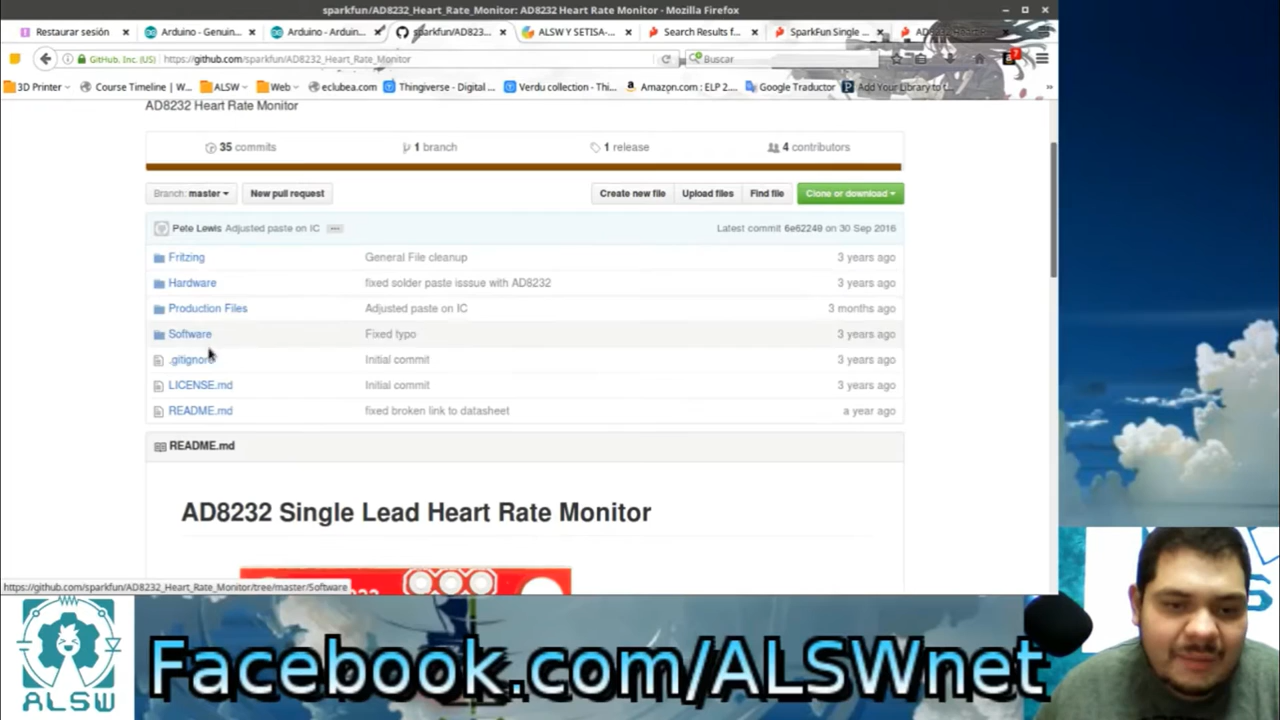 sparkfun/AD8232_Heart_Rate_Monitor: AD8232 Heart Rate Monitor - Mozilla Firefox
Restaurar sesión × Arduino - Genuin... × Arduino - Arduin... × sparkfun/AD823... × ALSW Y SETISA-... × Search Results f... × SparkFun Single ... ×
GitHub, Inc. (US) https://github.com/sparkfun/AD8232_Heart_Rate_Monitor Buscar
3D Printer Course Timeline | W... ALSW Web eclubea.com Thingiverse - Digital ... Verdu collection - Thi... Amazon.com : ELP 2.... Google Traductor Add Your Library to t... »
AD8232 Heart Rate Monitor
35 commits 1 branch 1 release 4 contributors
Branch: master New pull request Create new file Upload files Find file Clone or download
Pete Lewis Adjusted paste on IC ... Latest commit 6e62249 on 30 Sep 2016
Fritzing General File cleanup 3 years ago
Hardware fixed solder paste isssue with AD8232 3 years ago
Production Files Adjusted paste on IC 3 months ago
Software Fixed typo 3 years ago
.gitignore Initial commit 3 years ago
LICENSE.md Initial commit 3 years ago
README.md fixed broken link to datasheet a year ago
README.md
AD8232 Single Lead Heart Rate Monitor
https://github.com/sparkfun/AD8232_Heart_Rate_Monitor/tree/master/Software
ALSW
Facebook.com/ALSWnet